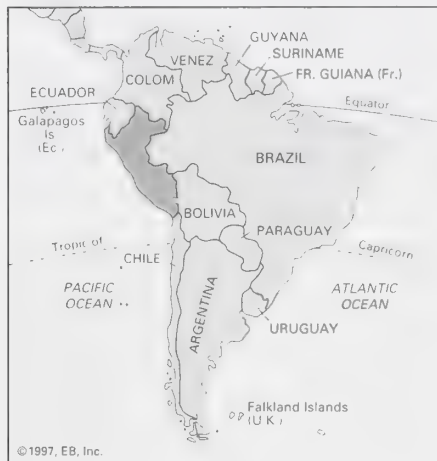 GUYANA
SURINAME
VENEZ
FR. GUIANA (Fr.)
COLOM
ECUADOR
Equator
Galapagos
Is
(Ec.)
BRAZIL
BOLIVIA
PARAGUAY
Tropic of
Capricorn
CHILE
PACIFIC
OCEAN
ATLANTIC
OCEAN
ARGENTINA
URUGUAY
Falkland Islands
(U K)
©1997, EB, Inc.